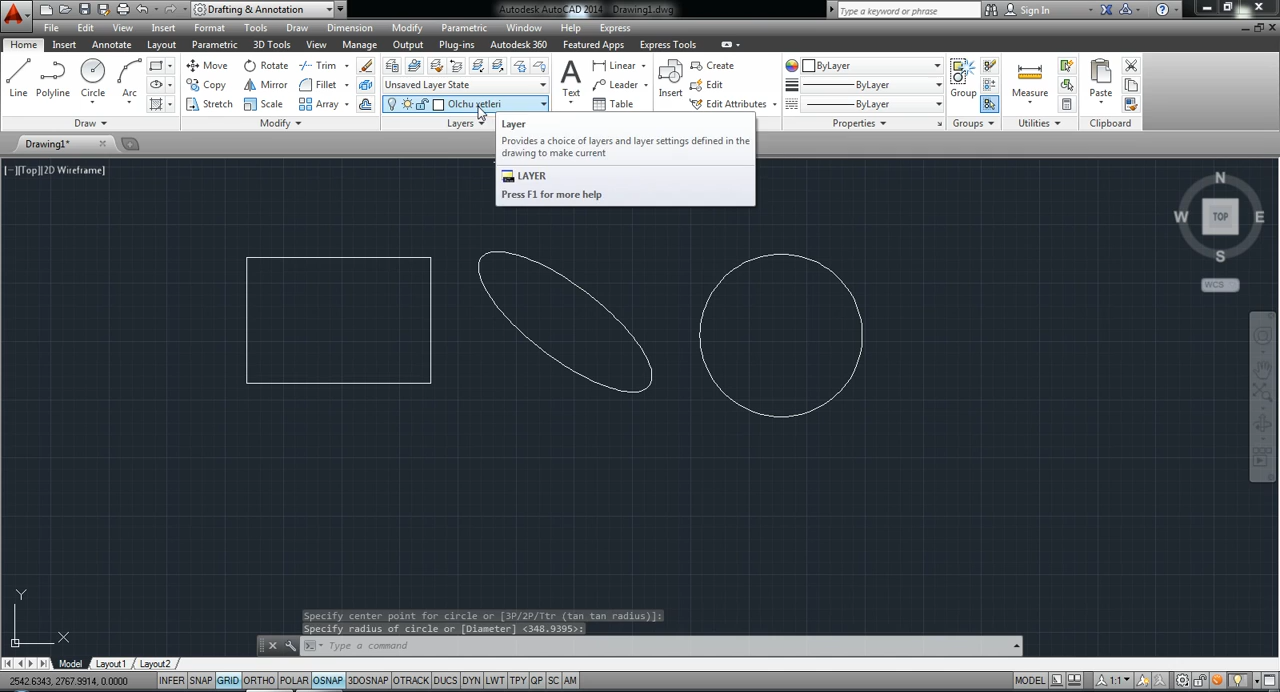 Drafting & Annotation
Autodesk AutoCAD 2014 Drawing1.dwg
Type a keyword or phrase
Sign In
File Edit View Insert Format Tools Draw Dimension Modify Parametric Window Help Express
Home Insert Annotate Layout Parametric 3D Tools View Manage Output Plug-ins Autodesk 360 Featured Apps Express Tools
Line Polyline Circle Arc
Move Rotate Trim
Copy Mirror Fillet
Stretch Scale Array
Unsaved Layer State
Olchu xetleri
Text
Linear
Leader
Table
Insert
Create
Edit
Edit Attributes
ByLayer
ByLayer
ByLayer
Group
Measure
Paste
Draw Modify Layers Properties Groups Utilities Clipboard
Layer
Provides a choice of layers and layer settings defined in the
drawing to make current
LAYER
Press F1 for more help
Drawing1*
[−][Top][2D Wireframe]
N
W TOP E
S
WCS
Y
X
Specify center point for circle or [3P/2P/Ttr (tan tan radius)]:
Specify radius of circle or [Diameter] <348.9395>:
Type a command
Model Layout1 Layout2
2542.6343, 2767.9914, 0.0000
INFER SNAP GRID ORTHO POLAR OSNAP 3DOSNAP OTRACK DUCS DYN LWT TPY QP SC AM
MODEL
1:1